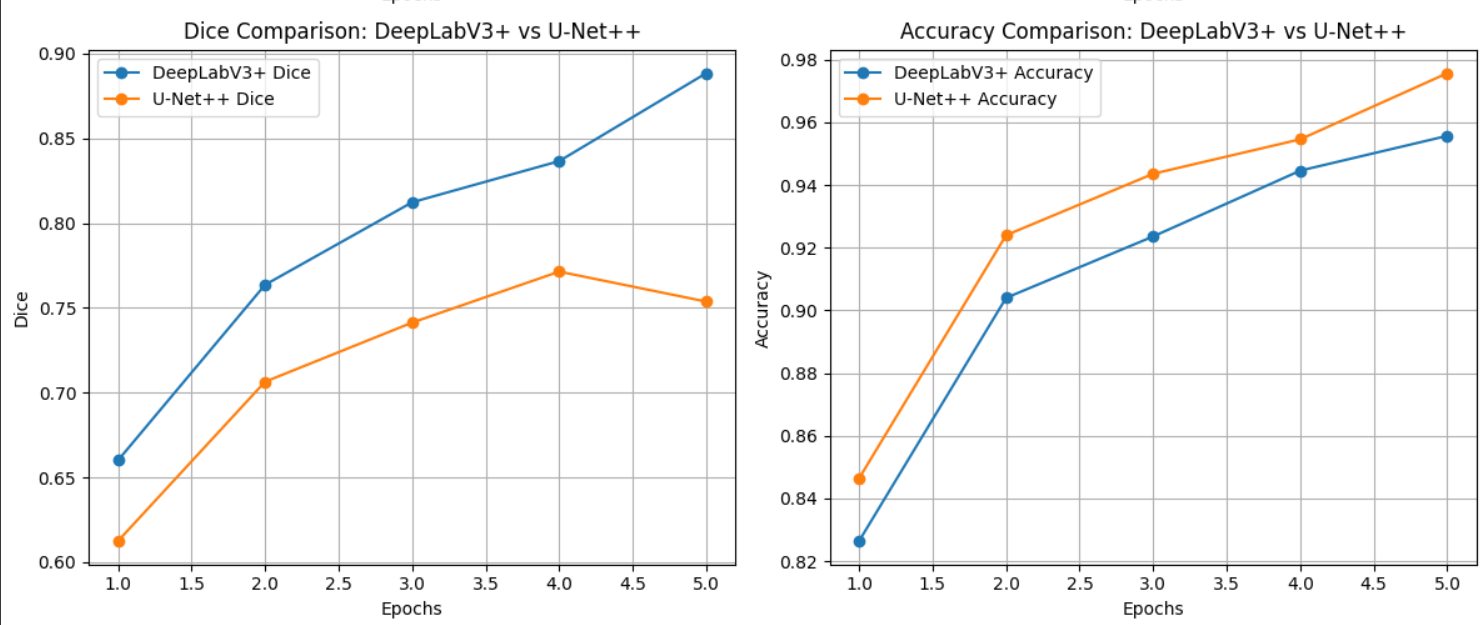 Epochs
Epochs
Dice Comparison: DeepLabV3+ vs U-Net++
DeepLabV3+ Dice
U-Net++ Dice
0.90
0.85
0.80
0.75
0.70
0.65
0.60
Dice
1.0 1.5 2.0 2.5 3.0 3.5 4.0 4.5 5.0
Epochs
Accuracy Comparison: DeepLabV3+ vs U-Net++
DeepLabV3+ Accuracy
U-Net++ Accuracy
0.98
0.96
0.94
0.92
0.90
0.88
0.86
0.84
0.82
Accuracy
1.0 1.5 2.0 2.5 3.0 3.5 4.0 4.5 5.0
Epochs